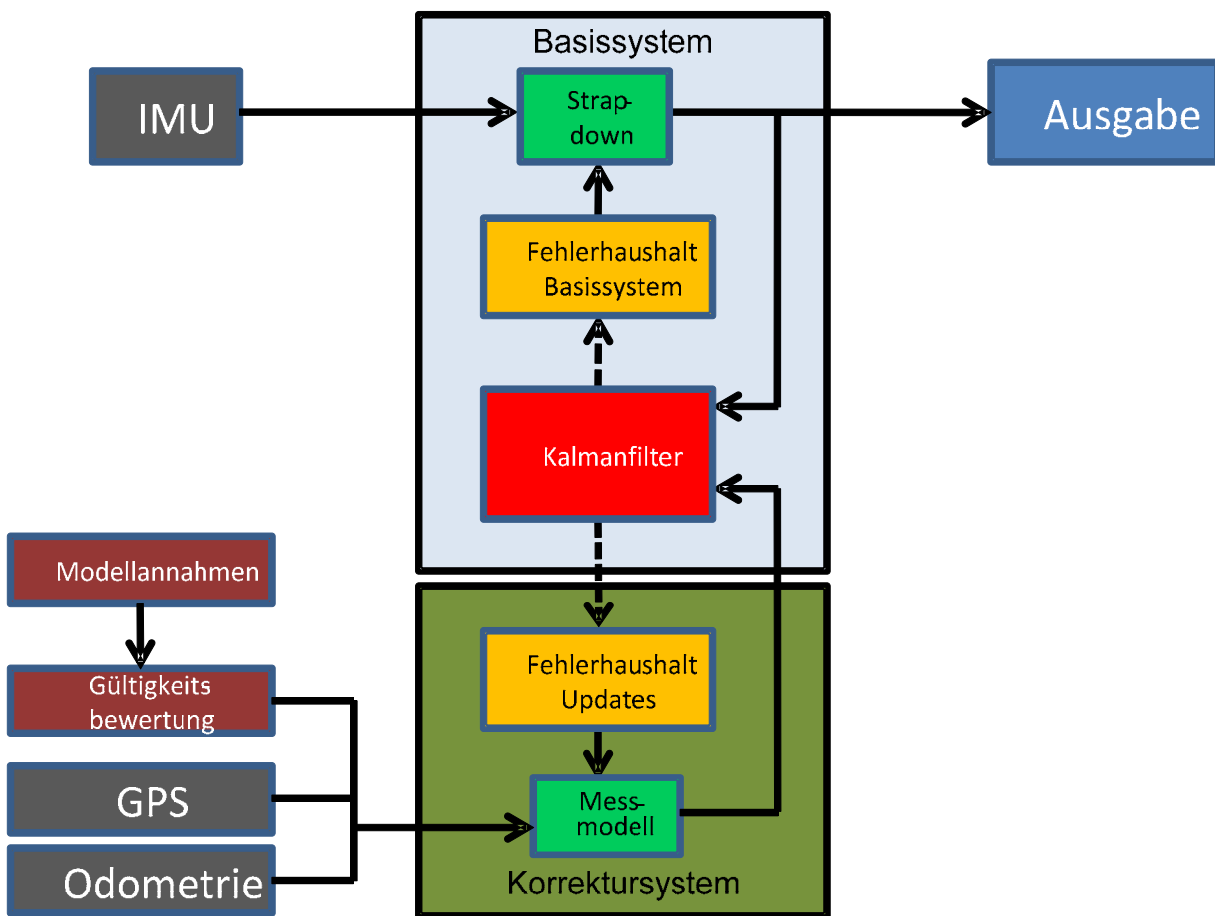 Basissystem
IMU
Strap-
down
Ausgabe
Fehlerhaushalt
Basissystem
Kalmanfilter
Modellannahmen
Gültigkeits
bewertung
GPS
Odometrie
Fehlerhaushalt
Updates
Mess-
modell
Korrektursystem